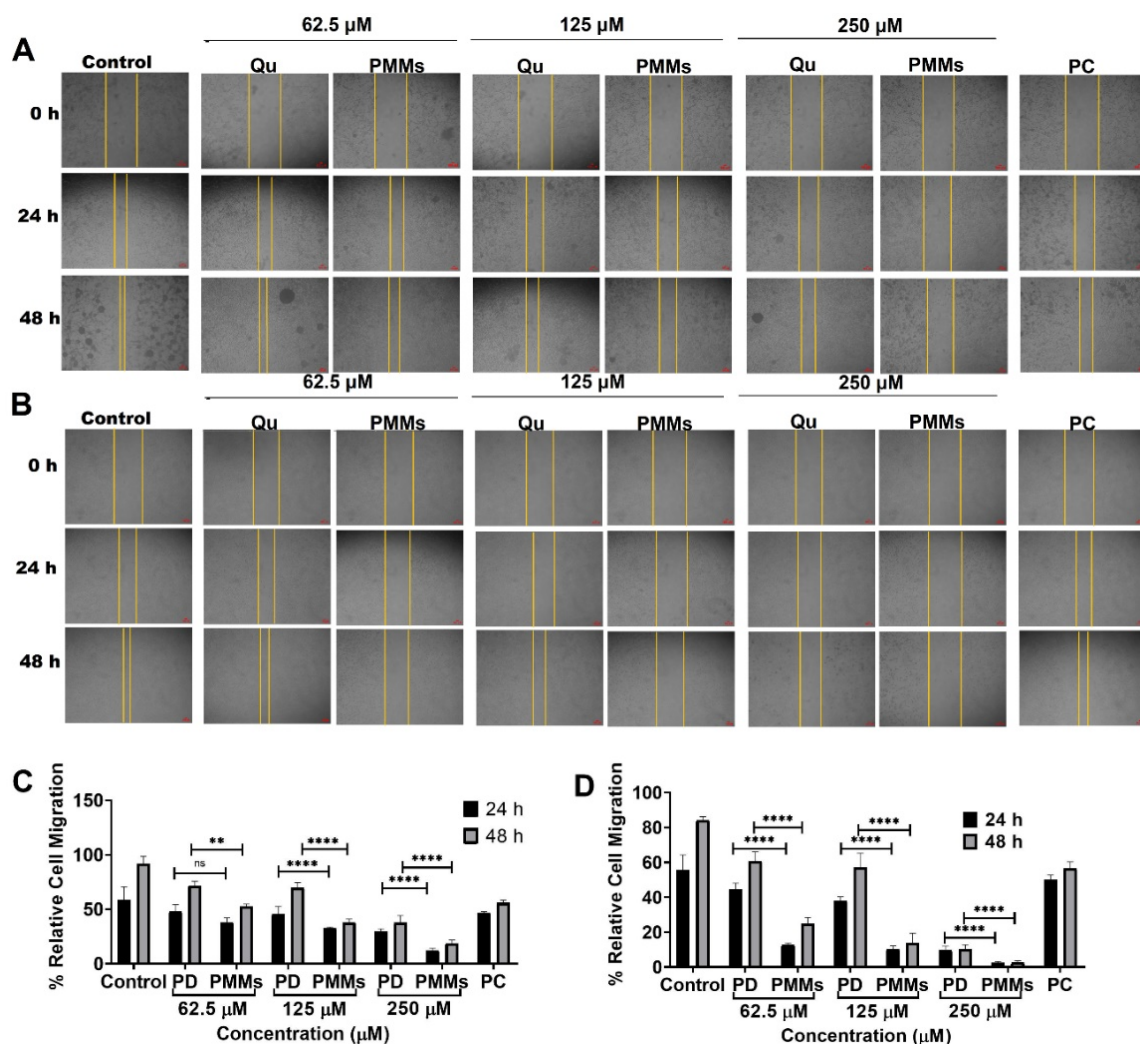 62.5 µM 125 µM 250 µM
A
Control Qu PMMs Qu PMMs Qu PMMs PC
0 h
24 h
48 h
62.5 µM 125 µM 250 µM
B
Control Qu PMMs Qu PMMs Qu PMMs PC
0 h
24 h
48 h
C
% Relative Cell Migration
150
100
50
0
24 h
48 h
ns ** **** **** **** ****
Control PD PMMs PD PMMs PD PMMs PC
62.5 µM 125 µM 250 µM
Concentration (µM)
D
% Relative Cell Migration
100
80
60
40
20
0
24 h
48 h
**** **** **** **** **** ****
Control PD PMMs PD PMMs PD PMMs PC
62.5 µM 125 µM 250 µM
Concentration (µM)